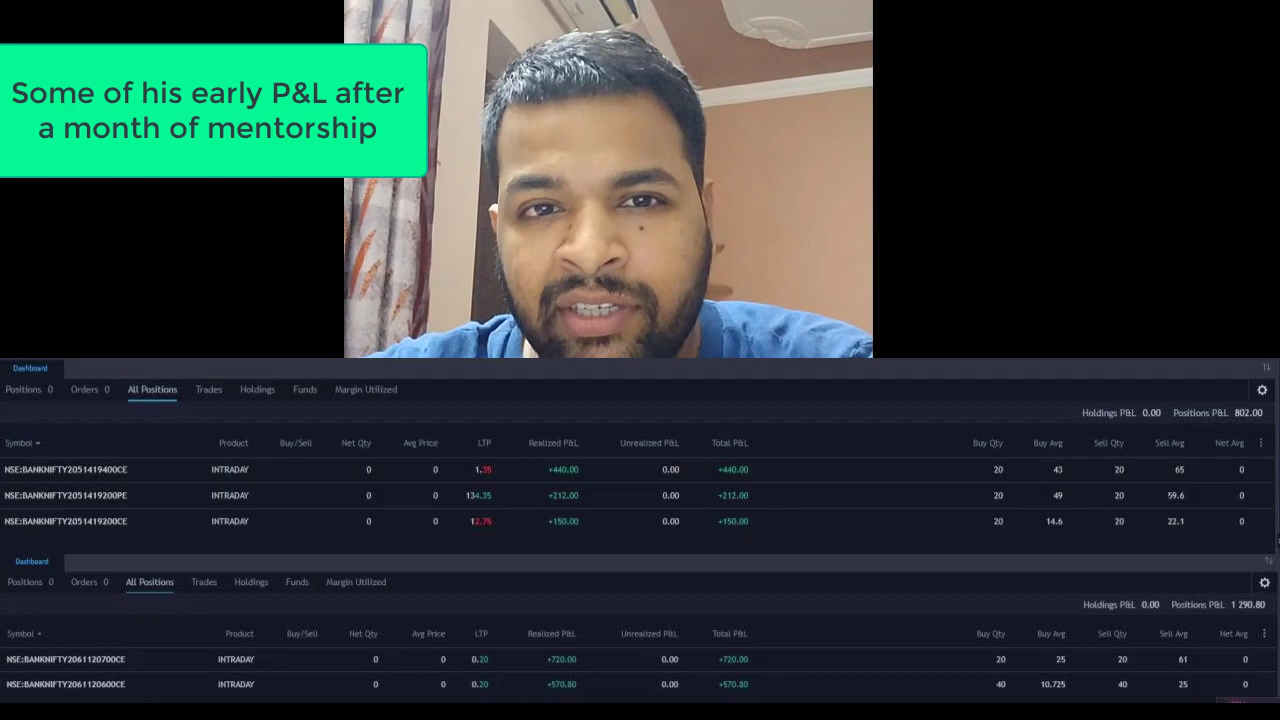 Some of his early P&L after
a month of mentorship
Dashboard
Positions 0 Orders 0 All Positions Trades Holdings Funds Margin Utilized
Holdings P&L 0.00 Positions P&L 802.00
Symbol Product Buy/Sell Net Qty Avg Price LTP Realized P&L Unrealized P&L Total P&L Buy Qty Buy Avg Sell Qty Sell Avg Net Avg
NSE:BANKNIFTY2051419400CE INTRADAY 0 0 1.35 +440.00 0.00 +440.00 20 43 20 65 0
NSE:BANKNIFTY2051419200PE INTRADAY 0 0 134.35 +212.00 0.00 +212.00 20 49 20 59.6 0
NSE:BANKNIFTY2051419200CE INTRADAY 0 0 12.75 +150.00 0.00 +150.00 20 14.6 20 22.1 0
Dashboard
Positions 0 Orders 0 All Positions Trades Holdings Funds Margin Utilized
Holdings P&L 0.00 Positions P&L 1 290.80
Symbol Product Buy/Sell Net Qty Avg Price LTP Realized P&L Unrealized P&L Total P&L Buy Qty Buy Avg Sell Qty Sell Avg Net Avg
NSE:BANKNIFTY2061120700CE INTRADAY 0 0 0.20 +720.00 0.00 +720.00 20 25 20 61 0
NSE:BANKNIFTY2061120600CE INTRADAY 0 0 0.20 +570.80 0.00 +570.80 40 10.725 40 25 0